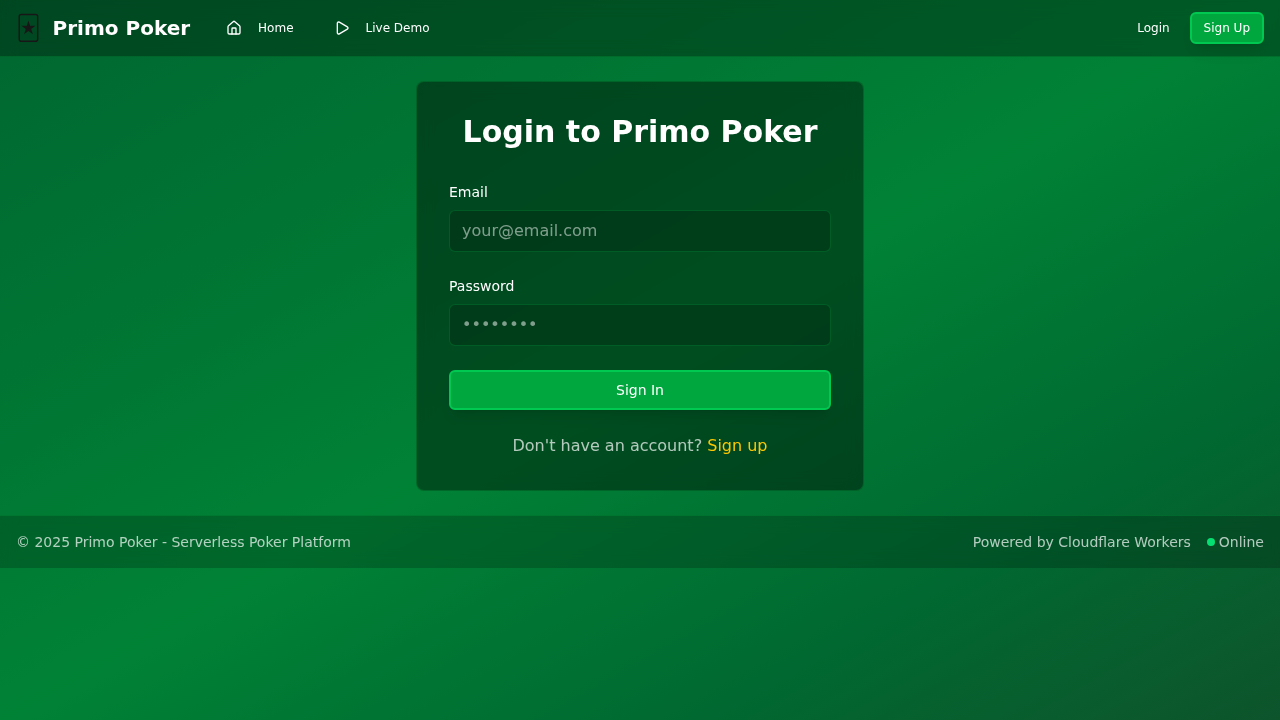 Primo Poker
Home
Live Demo
Login
Sign Up
Login to Primo Poker
Email
your@email.com
Password
••••••••
Sign In
Don't have an account? Sign up
© 2025 Primo Poker - Serverless Poker Platform
Powered by Cloudflare Workers
Online